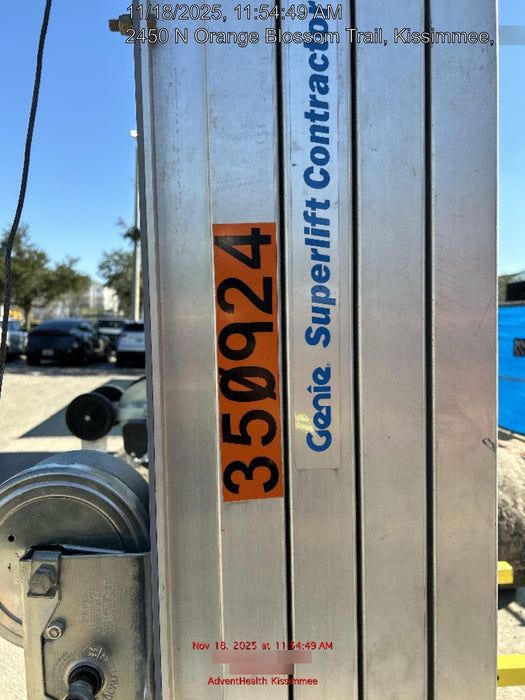 11/18/2025, 11:54:49 AM
2450 N Orange Blossom Trail, Kissimmee,
350924
Genie Superlift Contractor
Nov 18, 2025 at 11:54:49 AM
AdventHealth Kissimmee